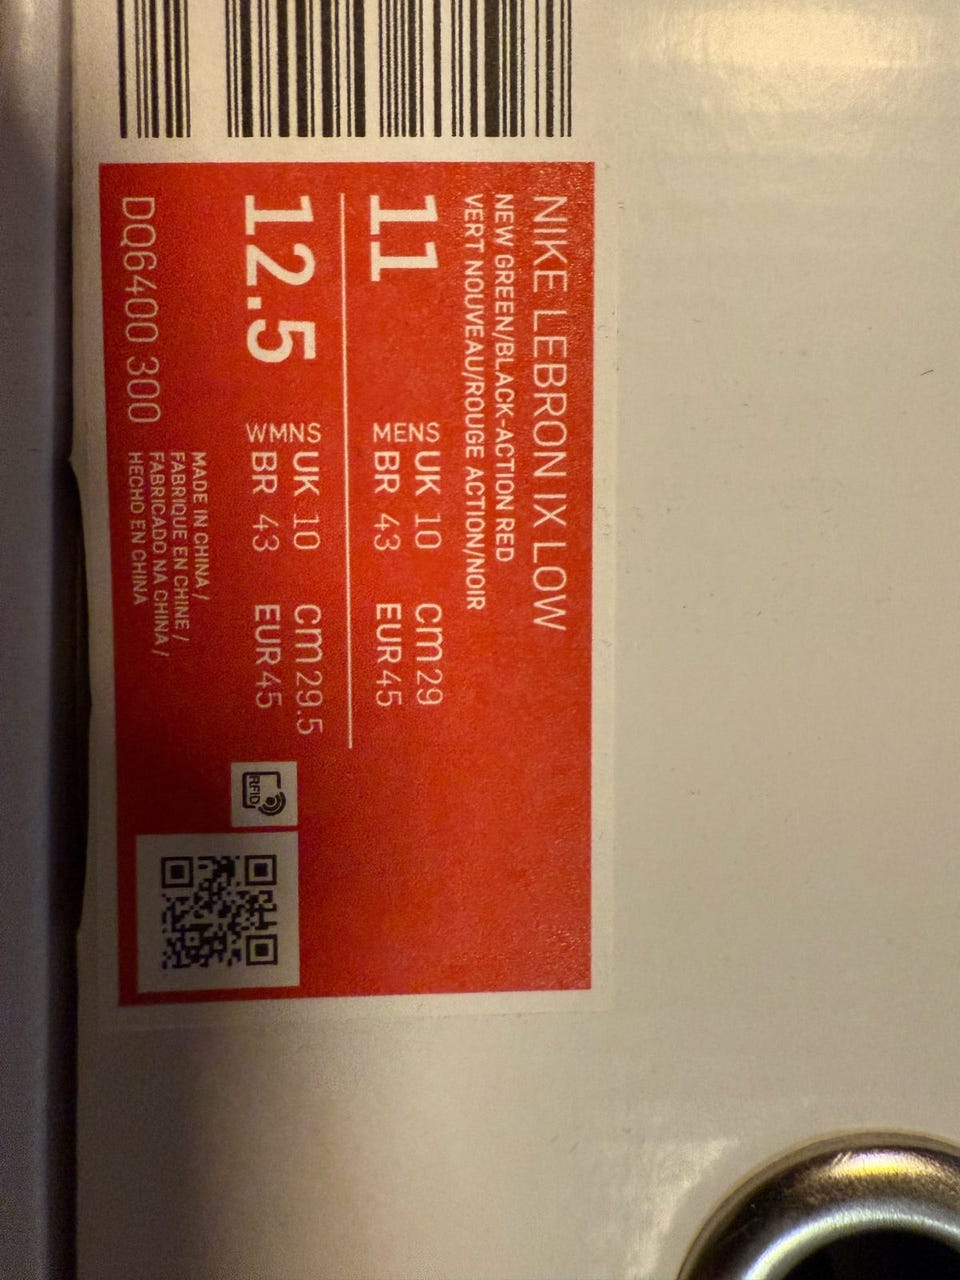 NIKE LEBRON IX LOW
NEW GREEN/BLACK-ACTION RED
VERT NOUVEAU/ROUGE ACTION/NOIR
11
MENS
UK 10 cm 29
BR 43 EUR 45
12.5
WMNS
UK 10 cm 29.5
BR 43 EUR 45
DQ6400 300
MADE IN CHINA /
FABRIQUE EN CHINE /
FABRICADO NA CHINA /
HECHO EN CHINA
RFID